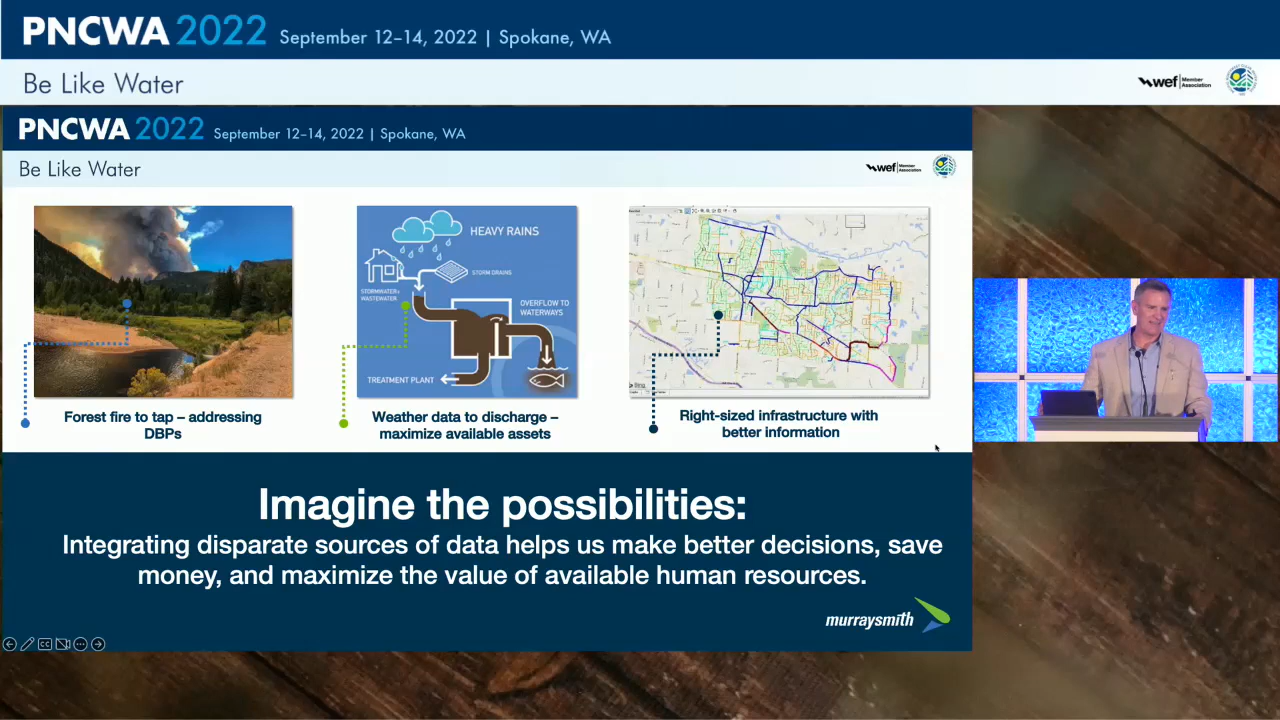 PNCWA 2022 September 12–14, 2022 | Spokane, WA
Be Like Water
wef Member Association
PNCWA 2022 September 12–14, 2022 | Spokane, WA
Be Like Water
wef Member Association
HEAVY RAINS
STORM DRAINS
STORMWATER+
WASTEWATER
OVERFLOW TO
WATERWAYS
TREATMENT PLANT
Forest fire to tap – addressing
DBPs
Weather data to discharge –
maximize available assets
Right-sized infrastructure with
better information
Imagine the possibilities:
Integrating disparate sources of data helps us make better decisions, save
money, and maximize the value of available human resources.
murraysmith
CC